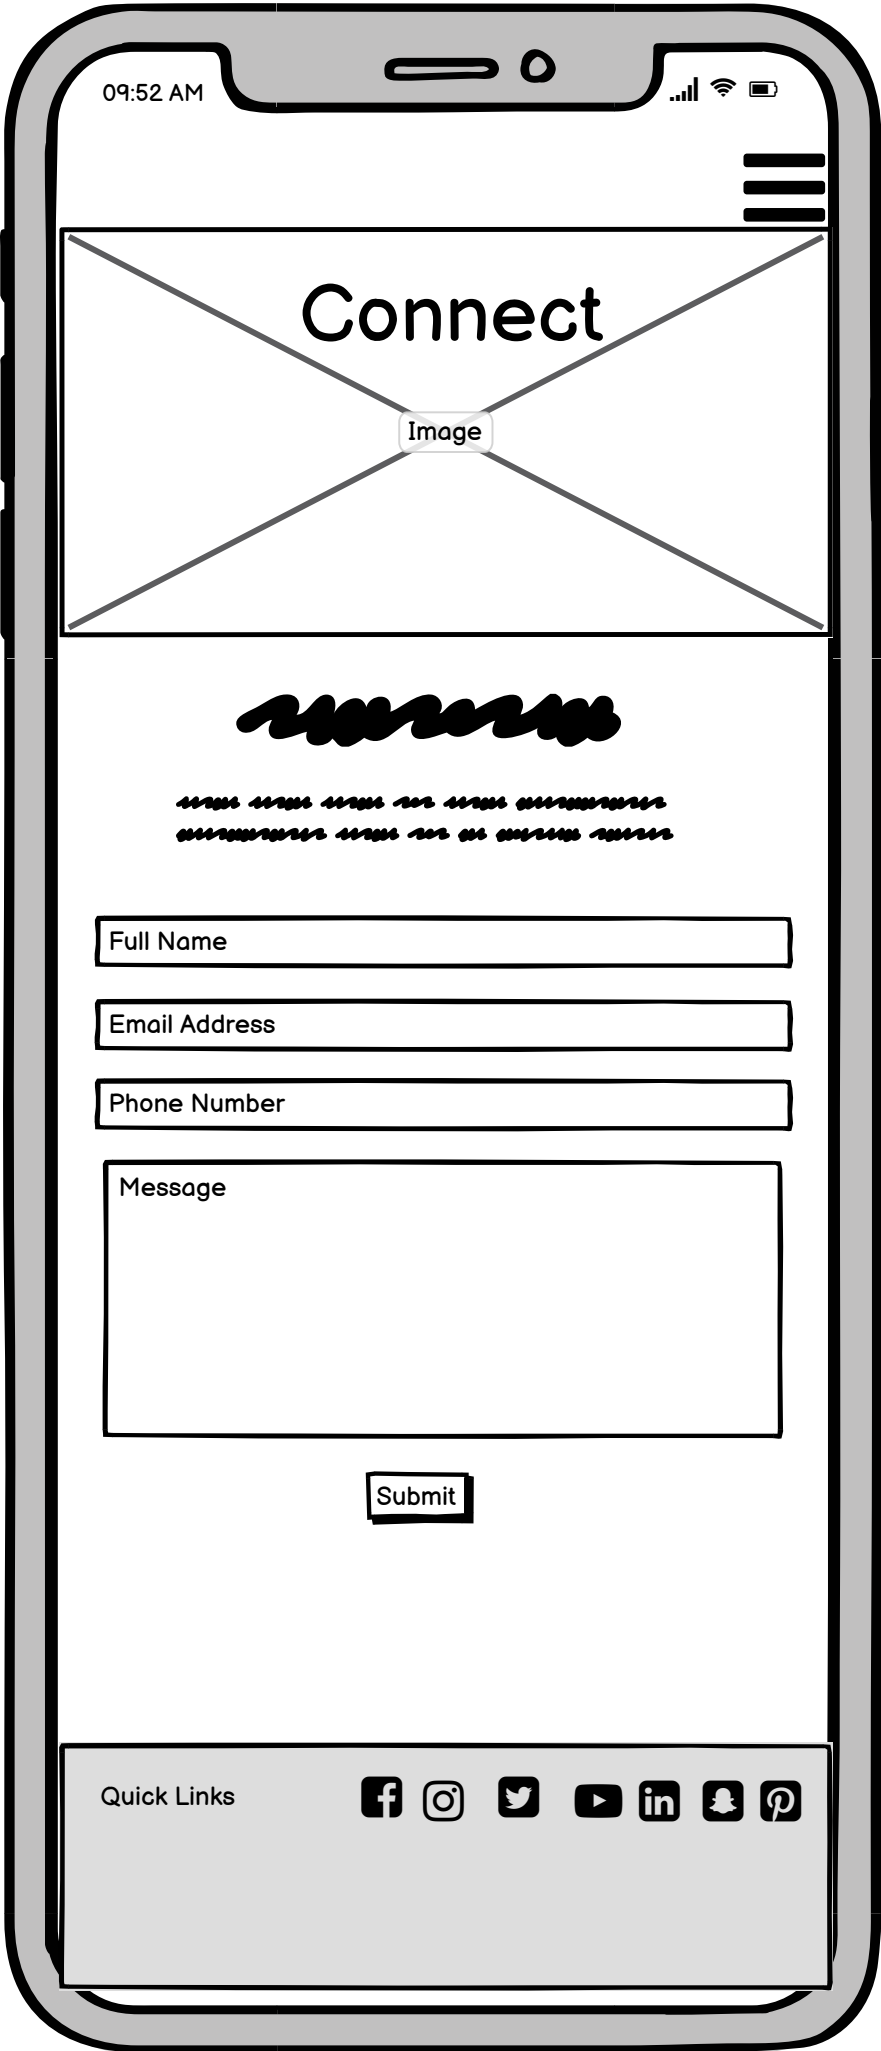 09:52 AM
Connect
Image
Full Name
Email Address
Phone Number
Message
Submit
Quick Links